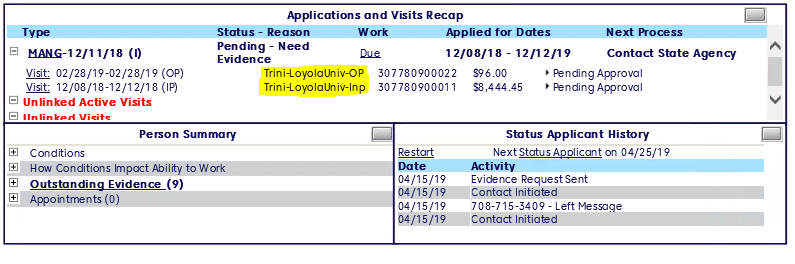 Applications and Visits Recap
Type Status - Reason Work Applied for Dates Next Process
MANG-12/11/18 (I) Pending - Need Evidence Due 12/08/18 - 12/12/19 Contact State Agency
Visit: 02/28/19-02/28/19 (OP) Trini-LoyolaUniv-OP 307780900022 $96.00 Pending Approval
Visit: 12/08/18-12/12/18 (IP) Trini-LoyolaUniv-Inp 307780900011 $8,444.45 Pending Approval
Unlinked Active Visits
Unlinked Visits
Person Summary
Conditions
How Conditions Impact Ability to Work
Outstanding Evidence (9)
Appointments (0)
Status Applicant History
Restart Next Status Applicant on 04/25/19
Date Activity
04/15/19 Evidence Request Sent
04/15/19 Contact Initiated
04/15/19 708-715-3409 - Left Message
04/15/19 Contact Initiated